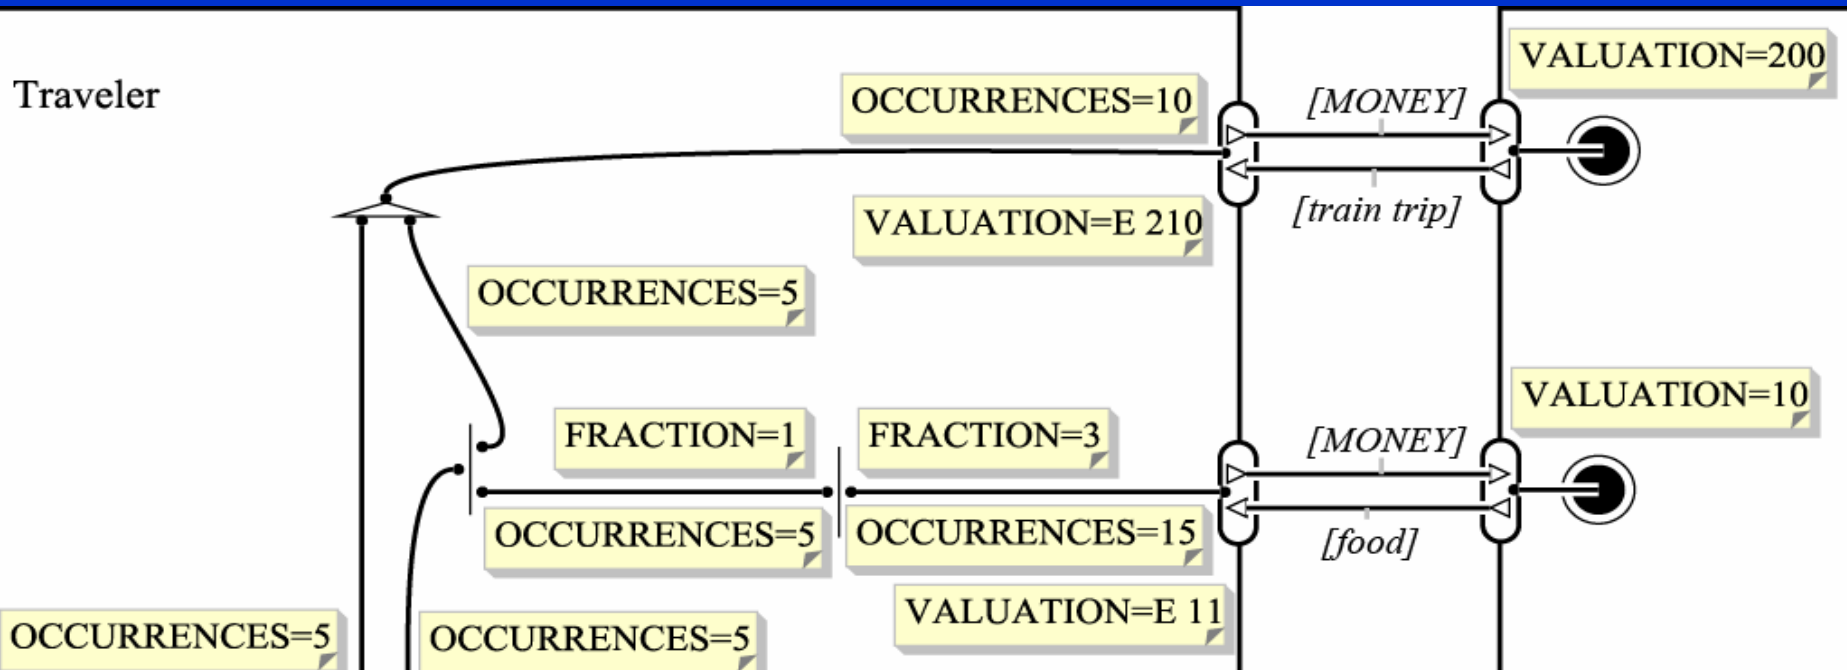 VALUATION=200
Traveler
OCCURRENCES=10
[MONEY]
VALUATION=E 210
[train trip]
OCCURRENCES=5
VALUATION=10
FRACTION=1
FRACTION=3
[MONEY]
OCCURRENCES=5
OCCURRENCES=15
[food]
VALUATION=E 11
OCCURRENCES=5
OCCURRENCES=5